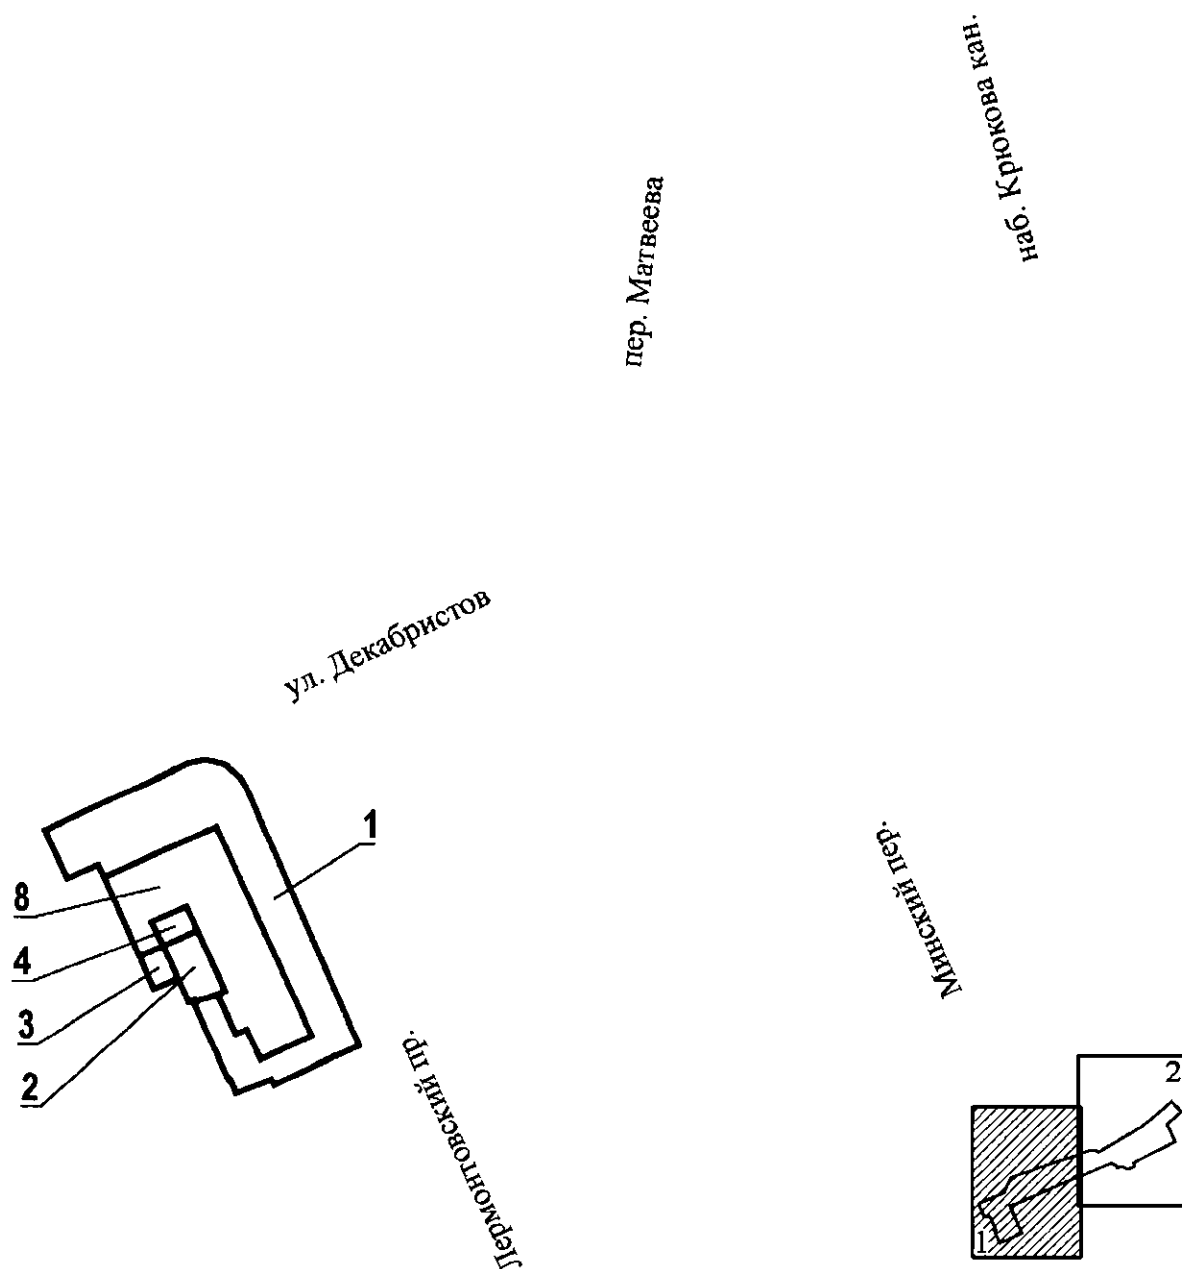 наб. Крюкова кан.
пер. Матвеева
ул. Декабристов
1
8
4
3
2
Минский пер.
Лермонтовский пр.
2
1